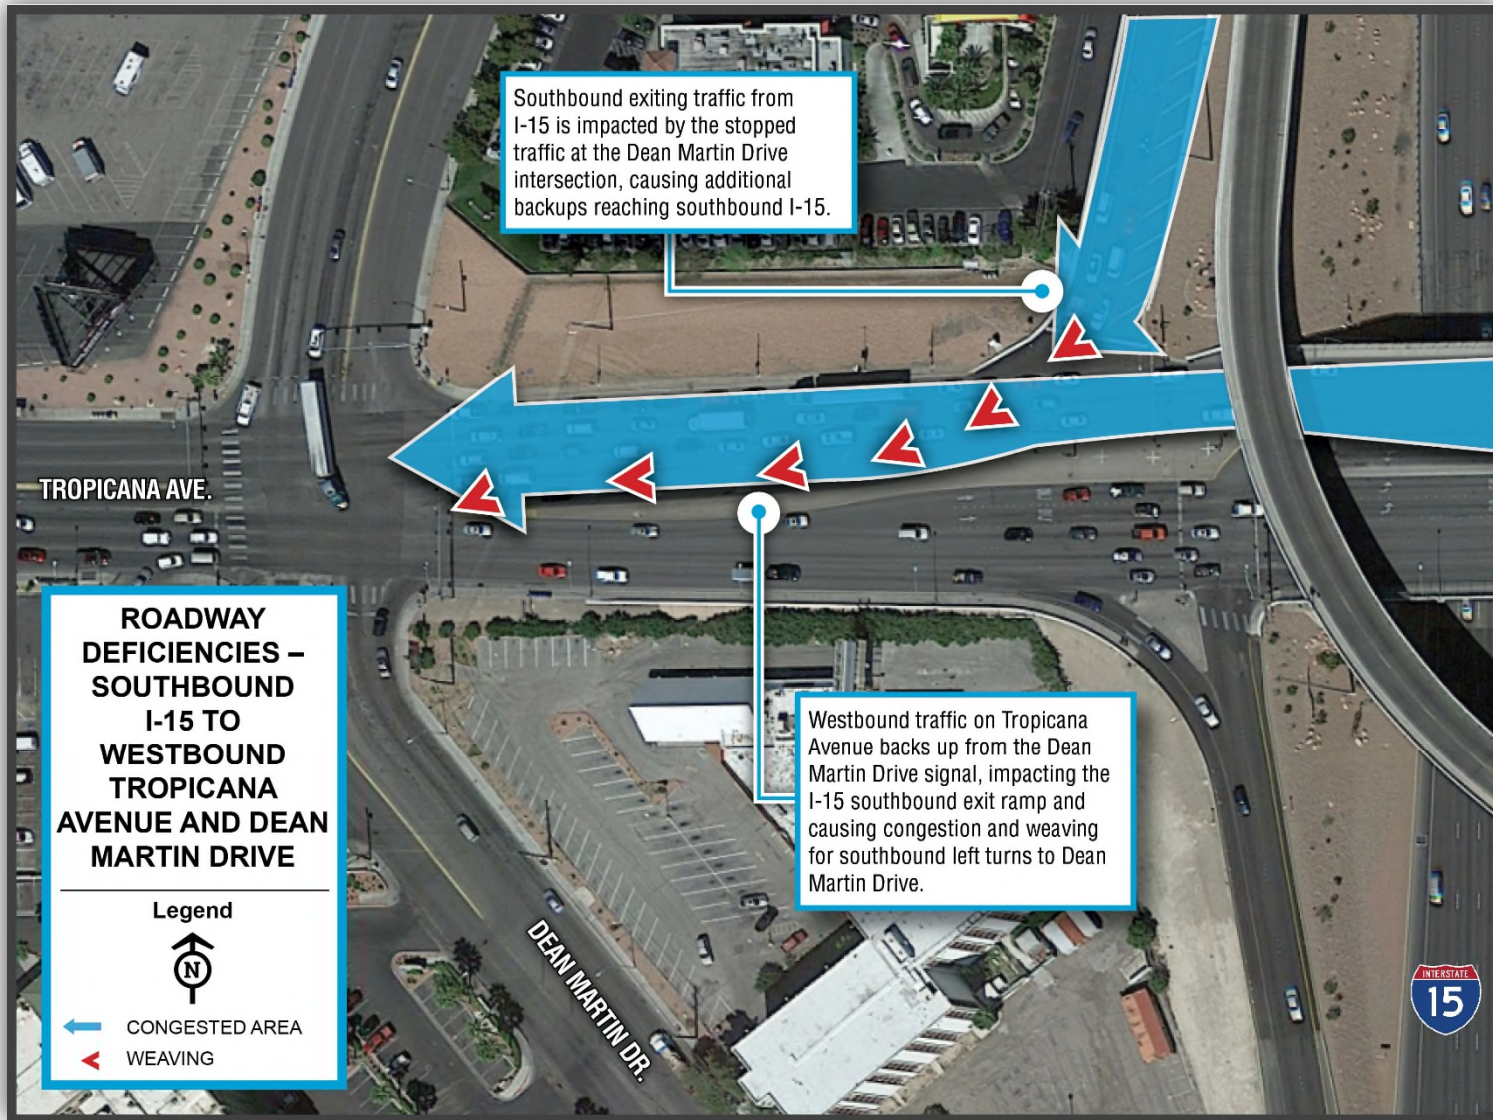 Southbound exiting traffic from
I-15 is impacted by the stopped
traffic at the Dean Martin Drive
intersection, causing additional
backups reaching southbound I-15.
TROPICANA AVE.
ROADWAY
DEFICIENCIES –
SOUTHBOUND
I-15 TO
WESTBOUND
TROPICANA
AVENUE AND DEAN
MARTIN DRIVE
Legend
N
CONGESTED AREA
WEAVING
Westbound traffic on Tropicana
Avenue backs up from the Dean
Martin Drive signal, impacting the
I-15 southbound exit ramp and
causing congestion and weaving
for southbound left turns to Dean
Martin Drive.
DEAN MARTIN DR.
INTERSTATE
15